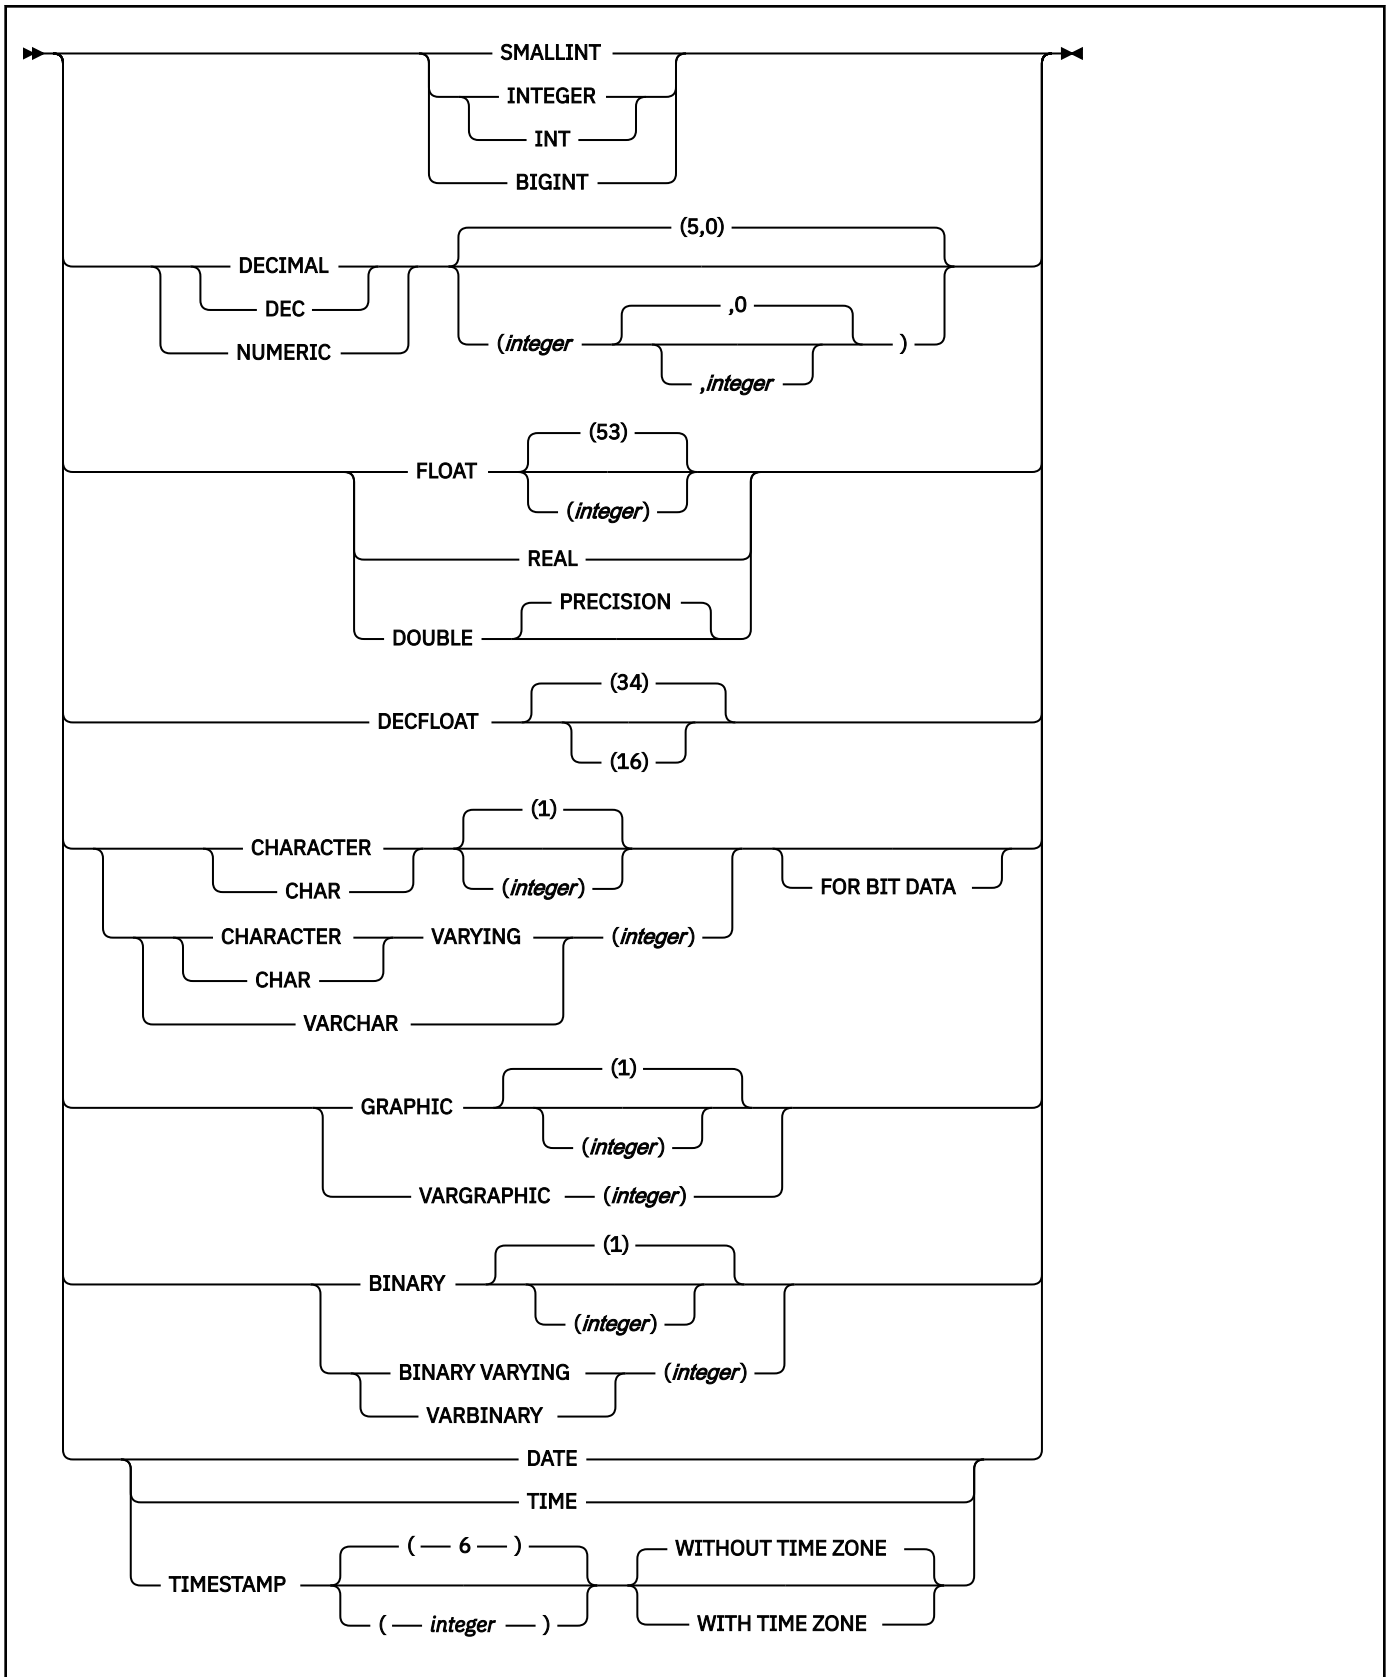 SMALLINT
INTEGER
INT
BIGINT
(5,0)
DECIMAL
DEC
,0
(integer )
NUMERIC
,integer
(53)
FLOAT
(integer)
REAL
PRECISION
DOUBLE
(34)
DECFLOAT
(16)
(1)
CHARACTER
CHAR (integer) FOR BIT DATA
CHARACTER VARYING (integer)
CHAR
VARCHAR
(1)
GRAPHIC
(integer)
VARGRAPHIC (integer)
(1)
BINARY
(integer)
BINARY VARYING (integer)
VARBINARY
DATE
TIME
( 6 ) WITHOUT TIME ZONE
TIMESTAMP
( integer ) WITH TIME ZONE